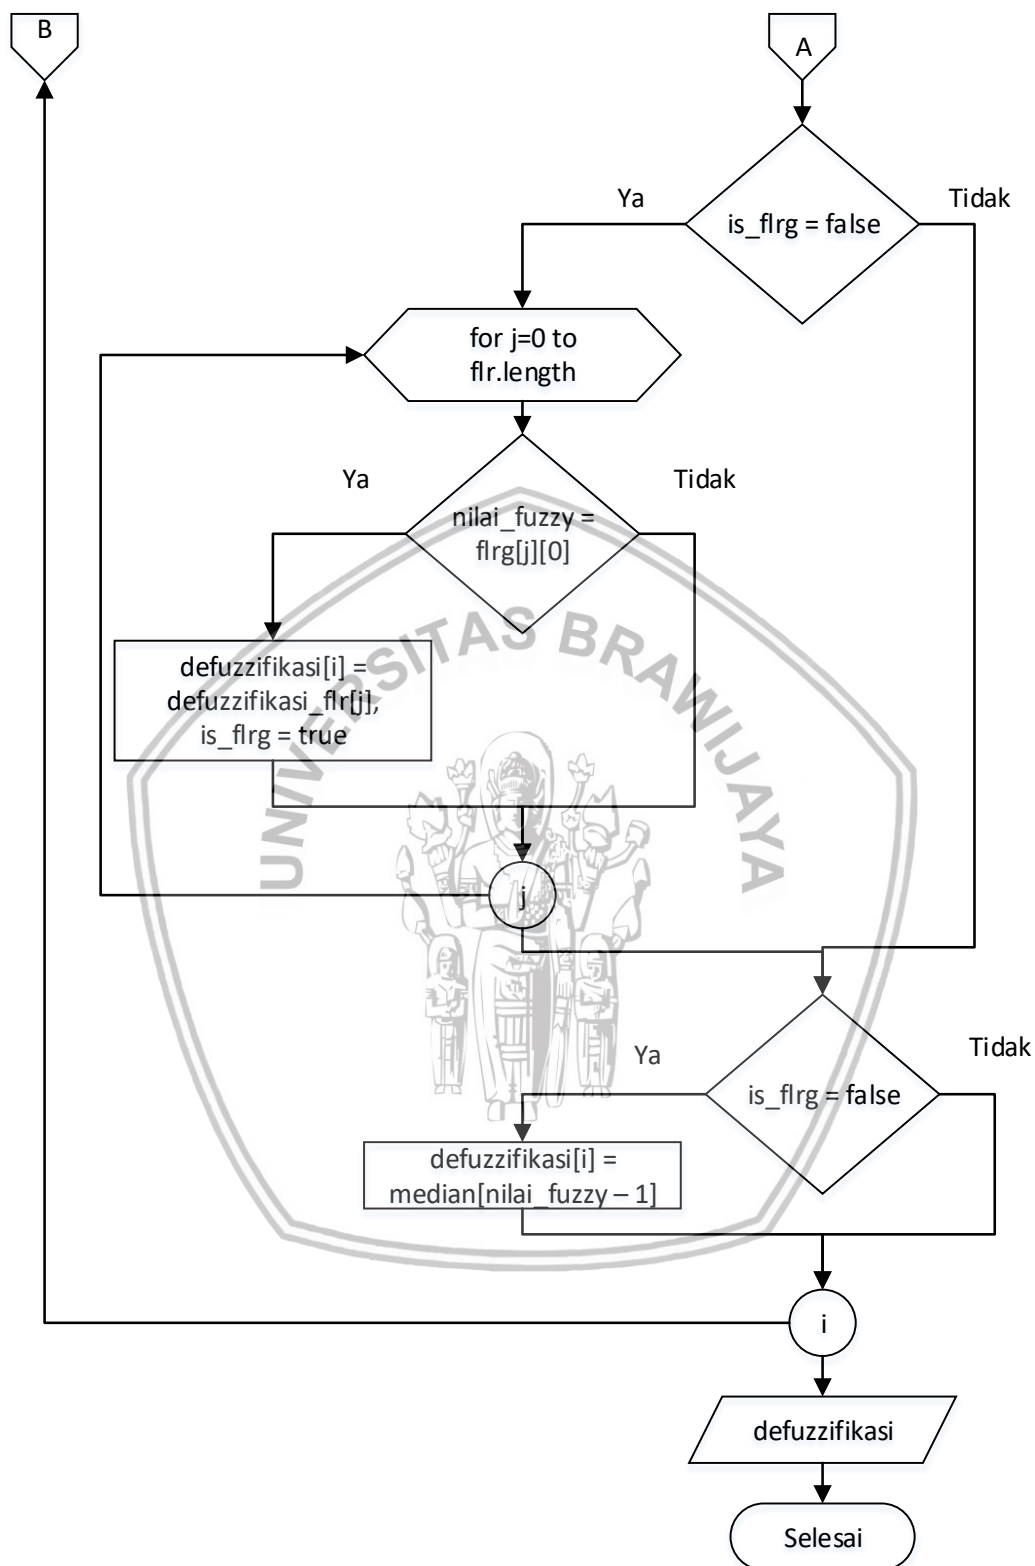 B
A
is_flrg = false
Ya
Tidak
for j=0 to
flr.length
nilai_fuzzy =
flrg[j][0]
Ya
Tidak
defuzzifikasi[i] =
defuzzifikasi_flr[j],
is_flrg = true
UNIVERSITAS BRAWIJAYA
j
is_flrg = false
Ya
Tidak
defuzzifikasi[i] =
median[nilai_fuzzy – 1]
i
defuzzifikasi
Selesai